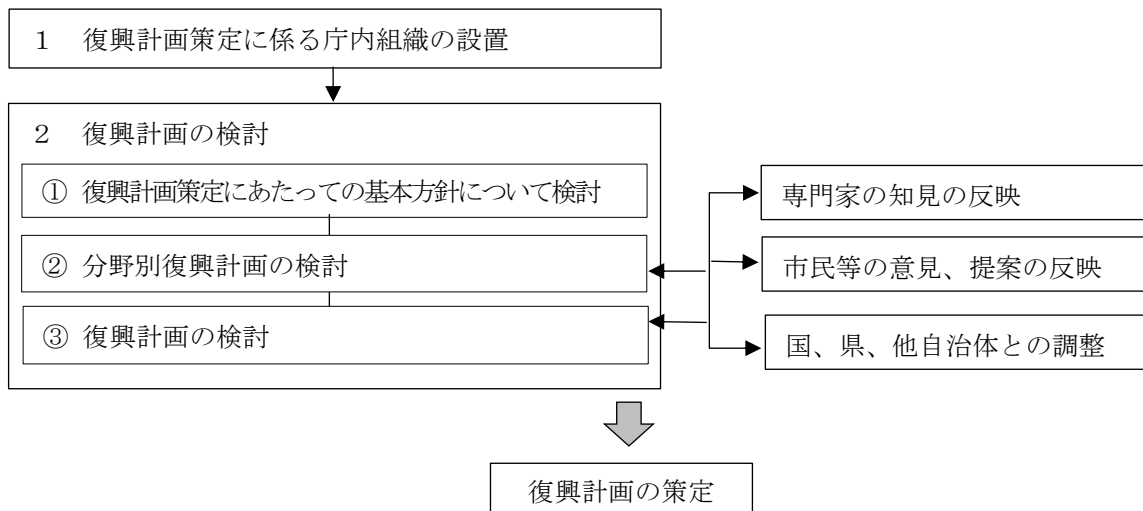 １　復興計画策定に係る庁内組織の設置
２　復興計画の検討
① 復興計画策定にあたっての基本方針について検討
② 分野別復興計画の検討
③ 復興計画の検討
専門家の知見の反映
市民等の意見、提案の反映
国、県、他自治体との調整
復興計画の策定